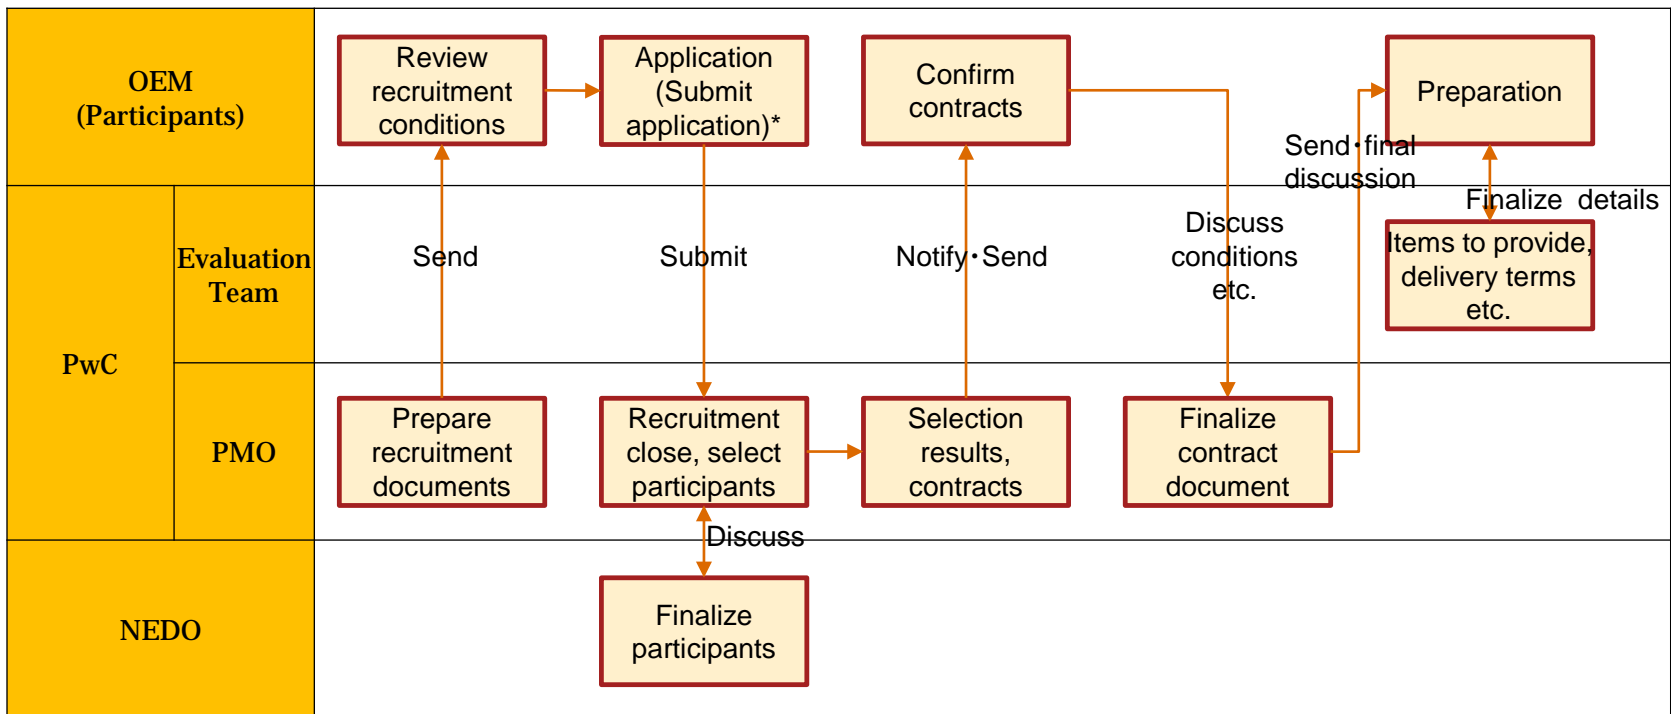 OEM
(Participants)
Review
recruitment
conditions
Application
(Submit
application)*
Confirm
contracts
Preparation
Send・final
discussion
PwC
Evaluation
Team
Send
Submit
Notify・Send
Discuss
conditions
etc.
Finalize details
Items to provide,
delivery terms
etc.
PMO
Prepare
recruitment
documents
Recruitment
close, select
participants
Selection
results,
contracts
Finalize
contract
document
Discuss
NEDO
Finalize
participants